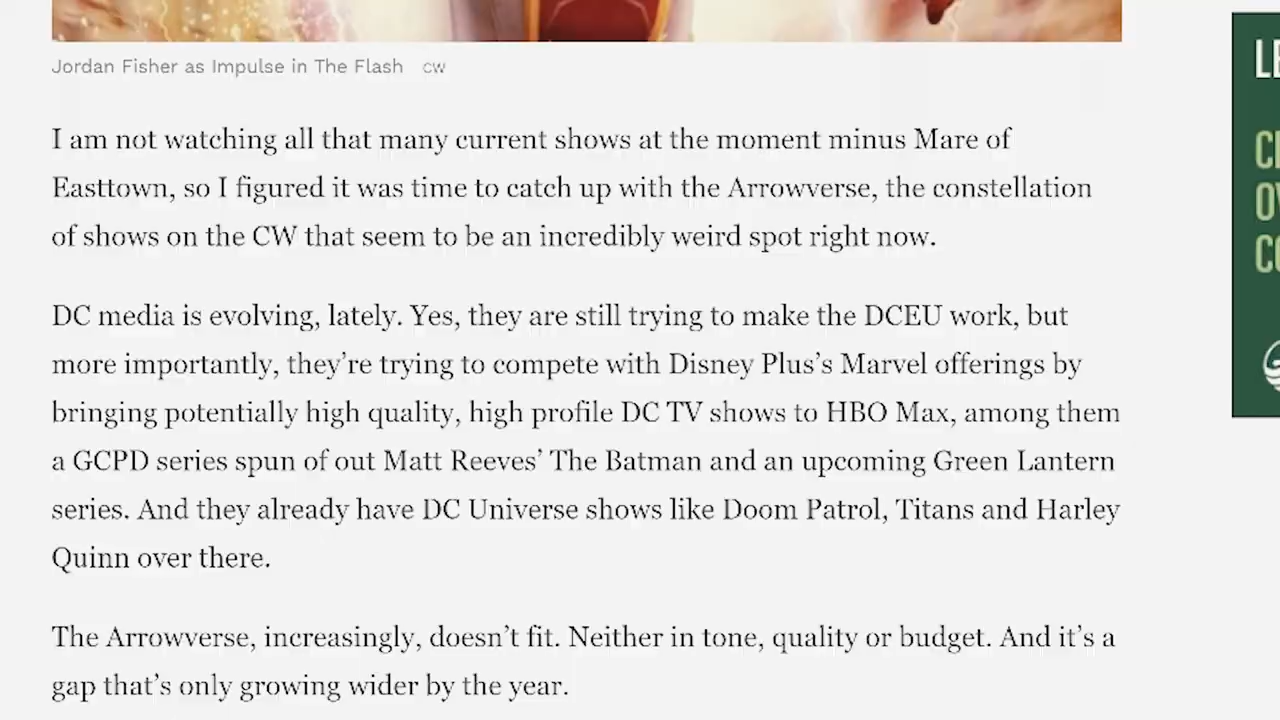 Jordan Fisher as Impulse in The Flash CW
I am not watching all that many current shows at the moment minus Mare of
Easttown, so I figured it was time to catch up with the Arrowverse, the constellation
of shows on the CW that seem to be an incredibly weird spot right now.
DC media is evolving, lately. Yes, they are still trying to make the DCEU work, but
more importantly, they’re trying to compete with Disney Plus’s Marvel offerings by
bringing potentially high quality, high profile DC TV shows to HBO Max, among them
a GCPD series spun of out Matt Reeves’ The Batman and an upcoming Green Lantern
series. And they already have DC Universe shows like Doom Patrol, Titans and Harley
Quinn over there.
The Arrowverse, increasingly, doesn’t fit. Neither in tone, quality or budget. And it’s a
gap that’s only growing wider by the year.